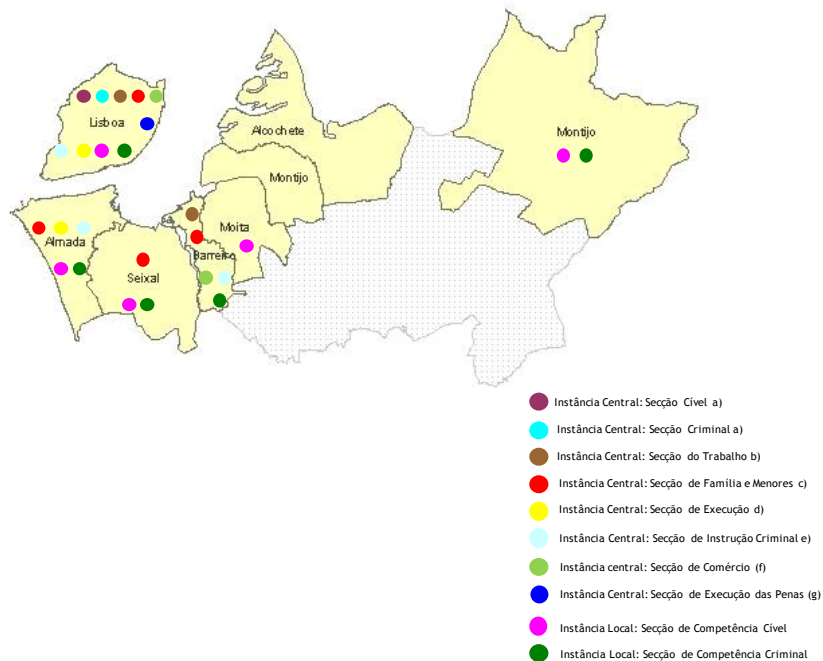 Lisboa
Alcochete
Montijo
Montijo
Moita
Almada
Barreiro
Seixal
Instância Central: Secção Cível a)
Instância Central: Secção Criminal a)
Instância Central: Secção do Trabalho b)
Instância Central: Secção de Família e Menores c)
Instância Central: Secção de Execução d)
Instância Central: Secção de Instrução Criminal e)
Instância central: Secção de Comércio (f)
Instância Central: Secção de Execução das Penas (g)
Instância Local: Secção de Competência Cível
Instância Local: Secção de Competência Criminal